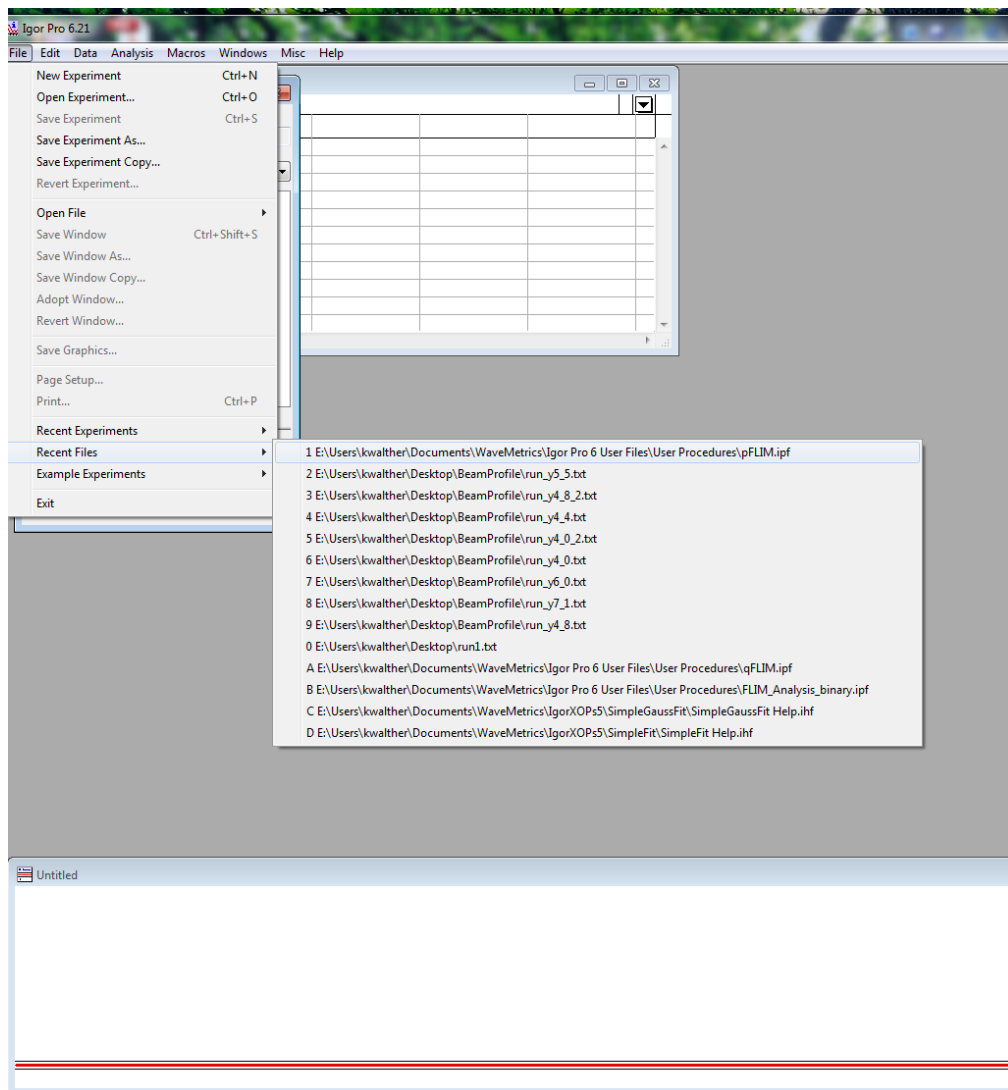 Igor Pro 6.21
File Edit Data Analysis Macros Windows Misc Help
New Experiment Ctrl+N
Open Experiment... Ctrl+O
Save Experiment Ctrl+S
Save Experiment As...
Save Experiment Copy...
Revert Experiment...
Open File
Save Window Ctrl+Shift+S
Save Window As...
Save Window Copy...
Adopt Window...
Revert Window...
Save Graphics...
Page Setup...
Print... Ctrl+P
Recent Experiments
Recent Files
Example Experiments
Exit
1 E:\Users\kwalther\Documents\WaveMetrics\Igor Pro 6 User Files\User Procedures\pFLIM.ipf
2 E:\Users\kwalther\Desktop\BeamProfile\run_y5_5.txt
3 E:\Users\kwalther\Desktop\BeamProfile\run_y4_8_2.txt
4 E:\Users\kwalther\Desktop\BeamProfile\run_y4_4.txt
5 E:\Users\kwalther\Desktop\BeamProfile\run_y4_0_2.txt
6 E:\Users\kwalther\Desktop\BeamProfile\run_y4_0.txt
7 E:\Users\kwalther\Desktop\BeamProfile\run_y6_0.txt
8 E:\Users\kwalther\Desktop\BeamProfile\run_y7_1.txt
9 E:\Users\kwalther\Desktop\BeamProfile\run_y4_8.txt
0 E:\Users\kwalther\Desktop\run1.txt
A E:\Users\kwalther\Documents\WaveMetrics\Igor Pro 6 User Files\User Procedures\qFLIM.ipf
B E:\Users\kwalther\Documents\WaveMetrics\Igor Pro 6 User Files\User Procedures\FLIM_Analysis_binary.ipf
C E:\Users\kwalther\Documents\WaveMetrics\IgorXOPs5\SimpleGaussFit\SimpleGaussFit Help.ihf
D E:\Users\kwalther\Documents\WaveMetrics\IgorXOPs5\SimpleFit\SimpleFit Help.ihf
Untitled